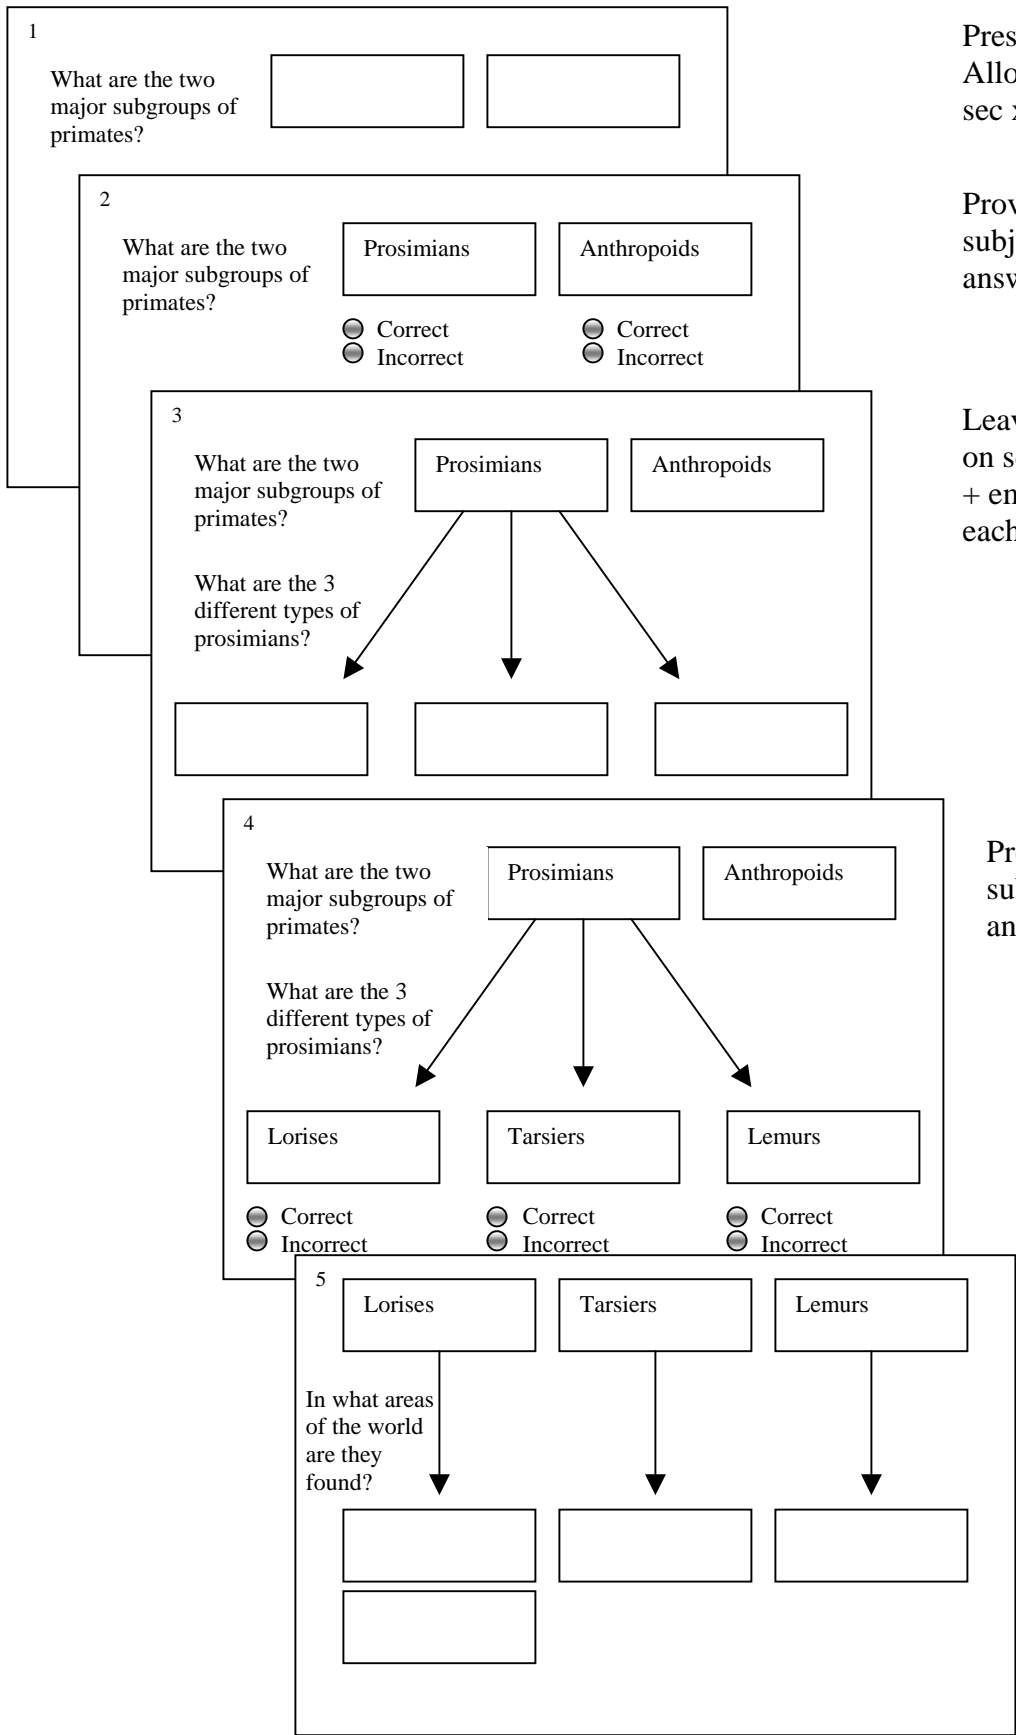 1
What are the two
major subgroups of
primates?
2
What are the two
major subgroups of
primates?
Prosimians
Anthropoids
Correct
Incorrect
Correct
Incorrect
3
What are the two
major subgroups of
primates?
Prosimians
Anthropoids
What are the 3
different types of
prosimians?
4
What are the two
major subgroups of
primates?
Prosimians
Anthropoids
What are the 3
different types of
prosimians?
Lorises
Tarsiers
Lemurs
Correct
Incorrect
Correct
Incorrect
Correct
Incorrect
5
Lorises
Tarsiers
Lemurs
In what areas
of the world
are they
found?
Pres
Allo
sec
Prov
subj
answ
Leav
on s
+ en
each
Pr
su
an